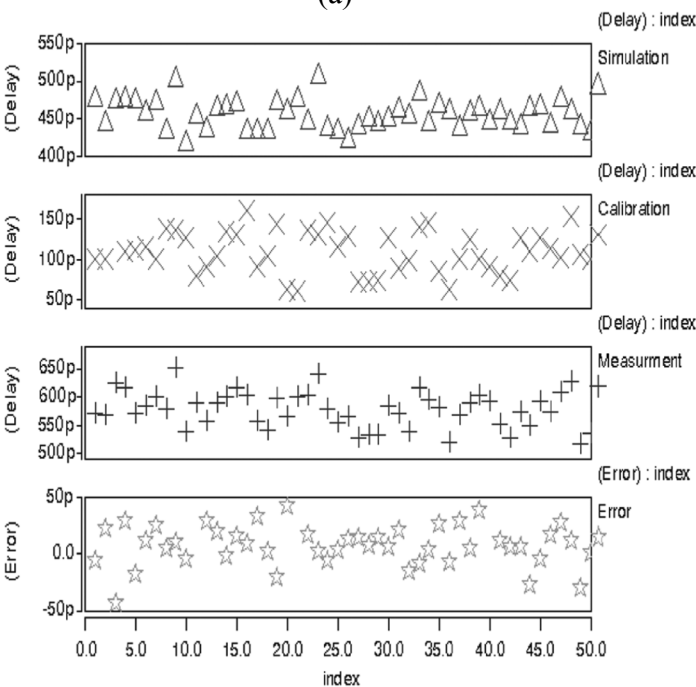 (a)
(Delay) : index
550p
Simulation
500p
(Delay)
450p
400p
(Delay) : index
Calibration
150p
(Delay)
100p
50p
(Delay) : index
Measurment
650p
600p
(Delay)
550p
500p
(Error) : index
50p
Error
(Error)
0.0
-50p
0.0 5.0 10.0 15.0 20.0 25.0 30.0 35.0 40.0 45.0 50.0
index